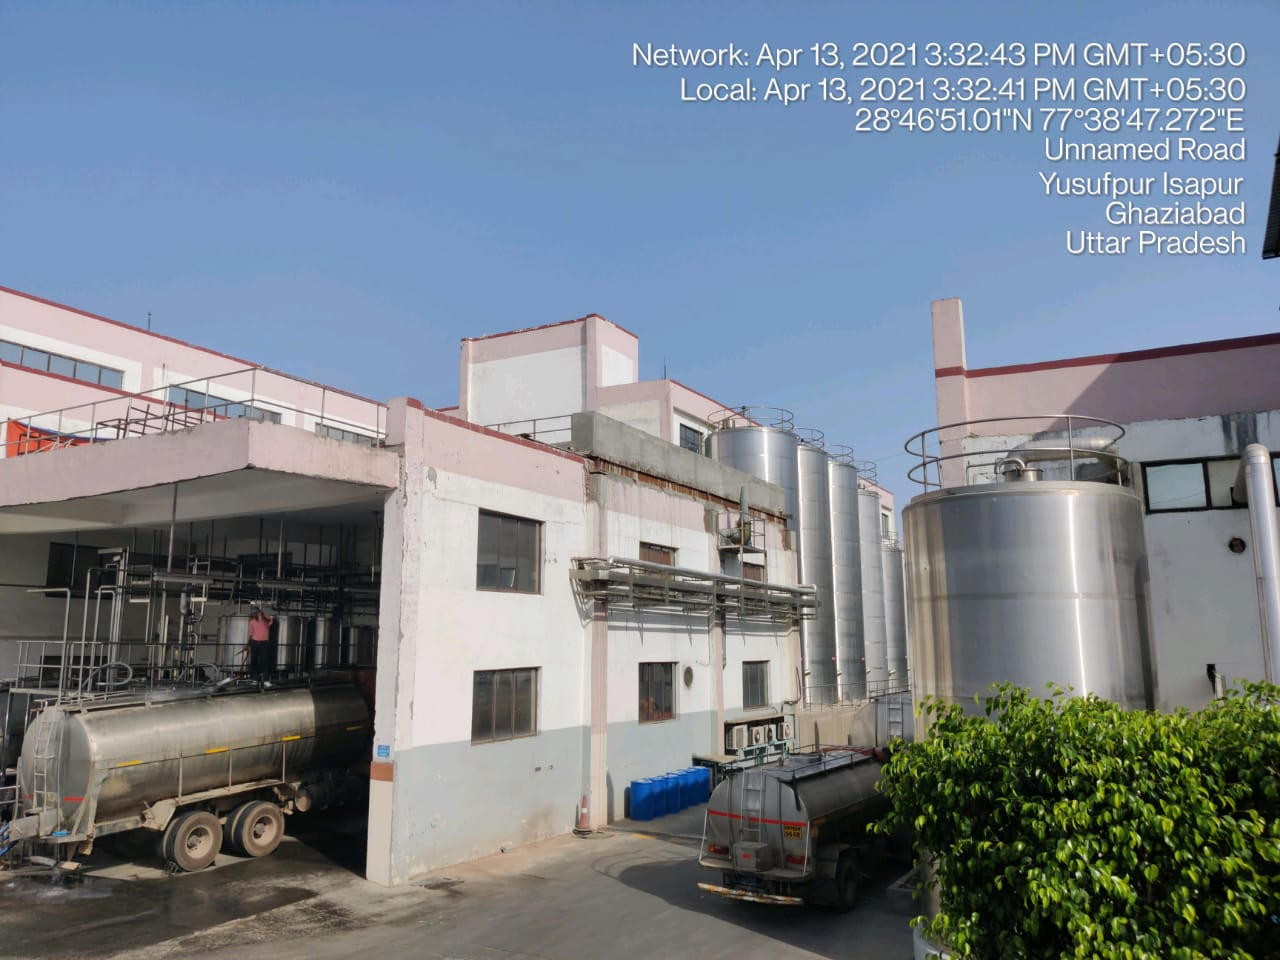 Network: Apr 13, 2021 3:32:43 PM GMT+05:30
Local: Apr 13, 2021 3:32:41 PM GMT+05:30
28°46'51.01"N 77°38'47.272"E
Unnamed Road
Yusufpur Isapur
Ghaziabad
Uttar Pradesh